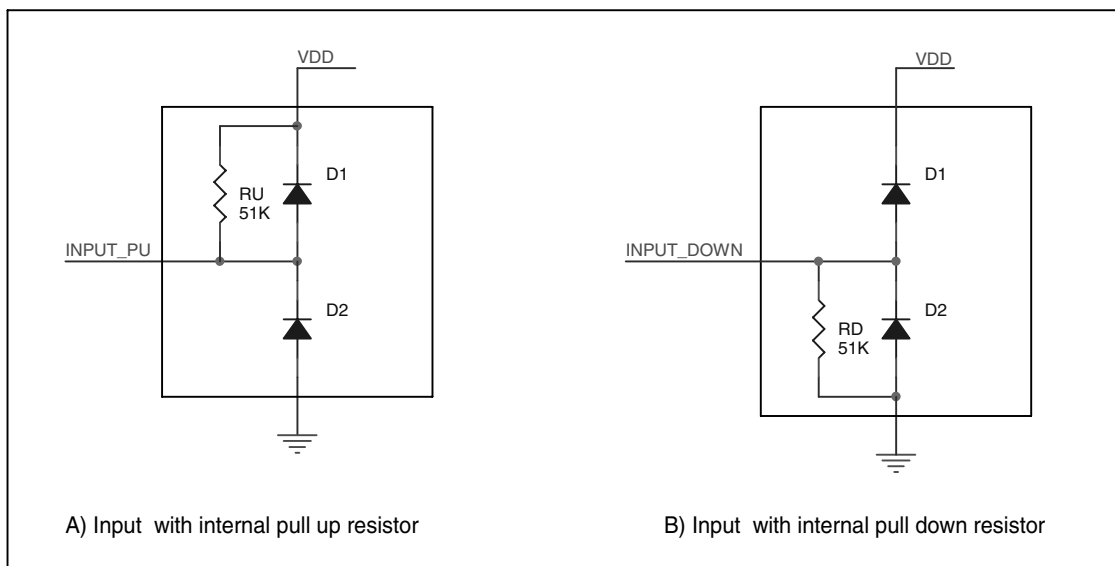 VDD
D1
RU
51K
INPUT_PU
D2
A) Input with internal pull up resistor
VDD
D1
INPUT_DOWN
D2
RD
51K
B) Input with internal pull down resistor